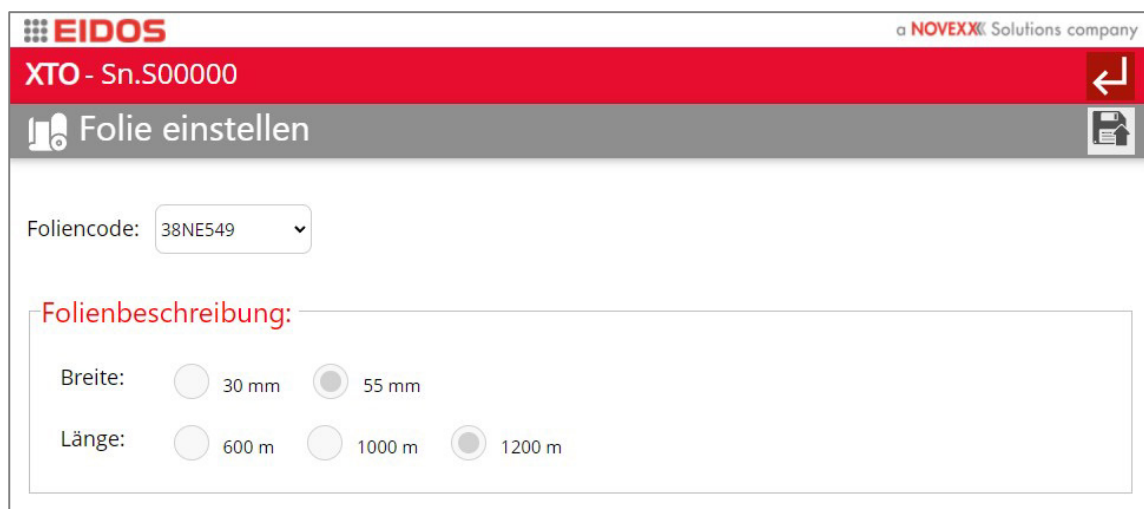 EIDOS
a NOVEXX Solutions company
XTO - Sn.S00000
Folie einstellen
Foliencode: 38NE549
Folienbeschreibung:
Breite: 30 mm 55 mm
Länge: 600 m 1000 m 1200 m